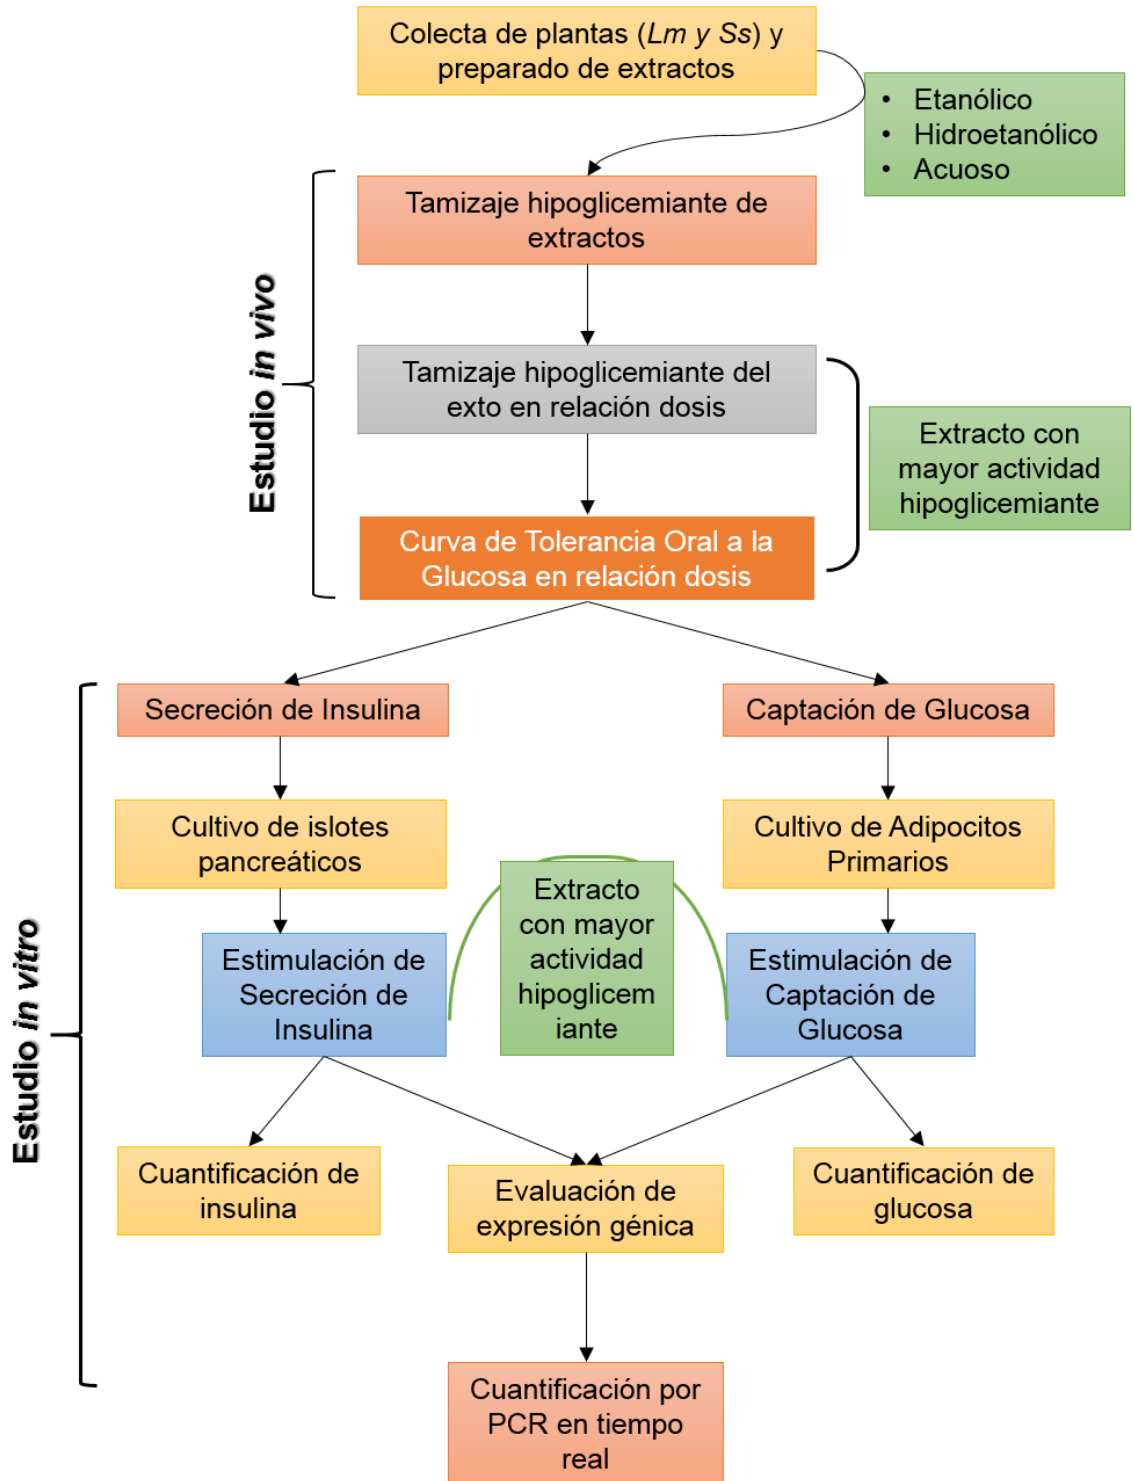 Colecta de plantas (Lm y Ss) y
preparado de extractos
• Etanólico
• Hidroetanólico
• Acuoso
Estudio in vivo
Tamizaje hipoglicemiante de
extractos
Tamizaje hipoglicemiante del
exto en relación dosis
Extracto con
mayor actividad
hipoglicemiante
Curva de Tolerancia Oral a la
Glucosa en relación dosis
Estudio in vitro
Secreción de Insulina
Captación de Glucosa
Cultivo de islotes
pancreáticos
Cultivo de Adipocitos
Primarios
Extracto
con mayor
actividad
hipoglicem
iante
Estimulación de
Secreción de
Insulina
Estimulación de
Captación de
Glucosa
Cuantificación de
insulina
Evaluación de
expresión génica
Cuantificación de
glucosa
Cuantificación por
PCR en tiempo
real